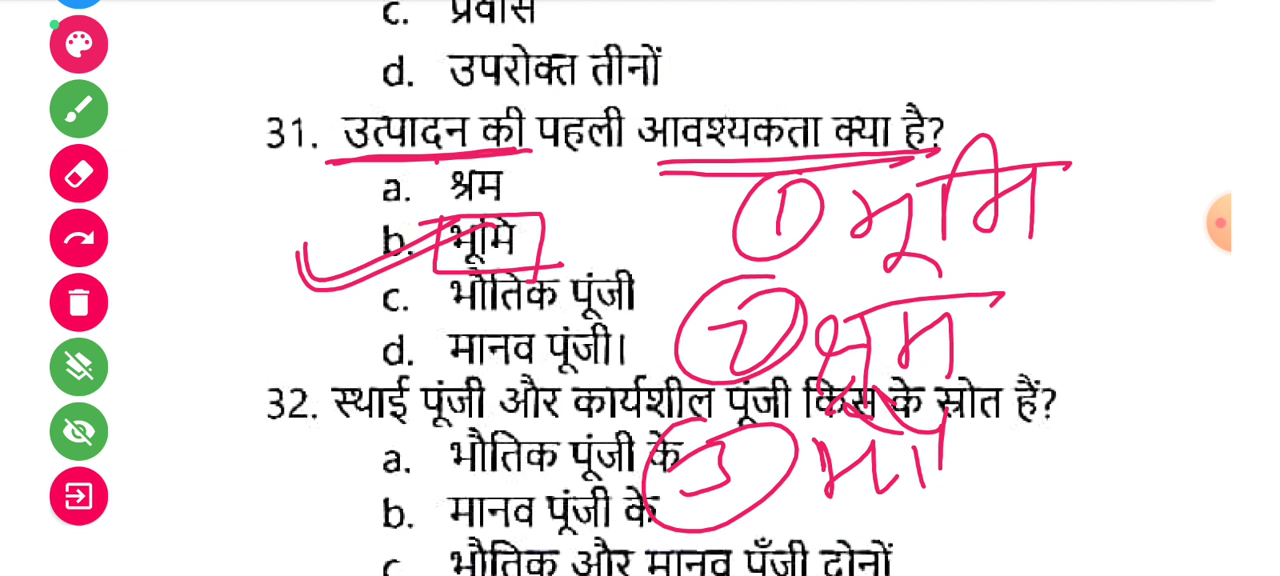 c. प्रवास
d. उपरोक्त तीनों
31. उत्पादन की पहली आवश्यकता क्या है?
a. श्रम
① भूमि
b. भूमि
c. भौतिक पूंजी
② श्रम
d. मानव पूंजी।
32. स्थाई पूंजी और कार्यशील पूंजी किस के स्रोत हैं?
a. भौतिक पूंजी के
③
b. मानव पूंजी के
c भौतिक और मानव पूँजी दोनों